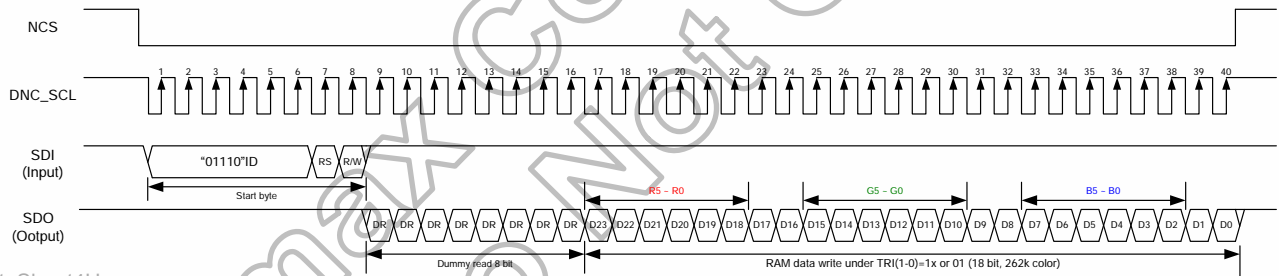 NCS
DNC_SCL
1 2 3 4 5 6 7 8 9 10 11 12 13 14 15 16 17 18 19 20 21 22 23 24 25 26 27 28 29 30 31 32 33 34 35 36 37 38 39 40
SDI
(Input)
"01110"ID RS R/W
Start byte
R5 - R0 G5 - G0 B5 - B0
SDO
(Ootput)
DR DR DR DR DR DR DR DR D23 D22 D21 D20 D19 D18 D17 D16 D15 D14 D13 D12 D11 D10 D9 D8 D7 D6 D5 D4 D3 D2 D1 D0
Dummy read 8 bit
RAM data write under TRI(1-0)=1x or 01 (18 bit, 262k color)